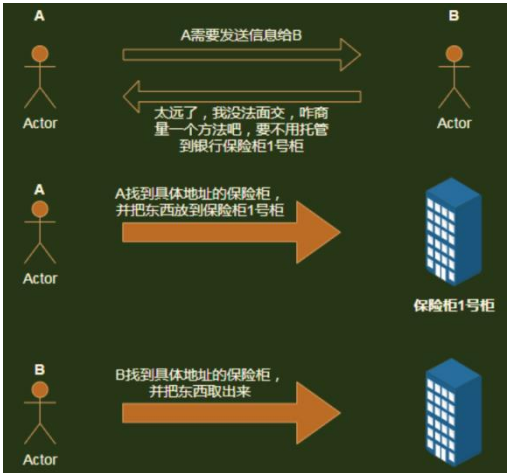 A
B
A需要发送信息给B
太远了，我没法面交，咋商
量一个方法吧，要不用托管
到银行保险柜1号柜
Actor
Actor
A
A找到具体地址的保险柜，
并把东西放到保险柜1号柜
Actor
保险柜1号柜
B
B找到具体地址的保险柜，
并把东西取出来
Actor